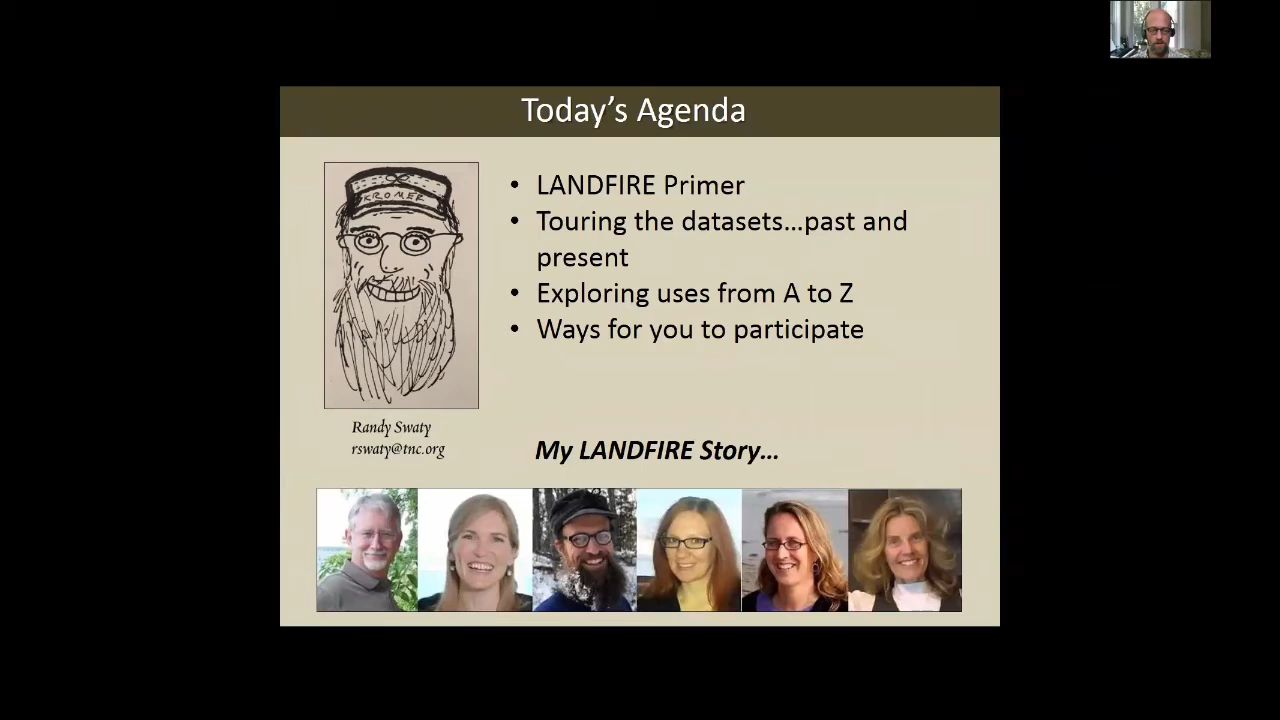 Today's Agenda
KROMER
• LANDFIRE Primer
• Touring the datasets...past and
present
• Exploring uses from A to Z
• Ways for you to participate
Randy Swaty
rswaty@tnc.org
My LANDFIRE Story...